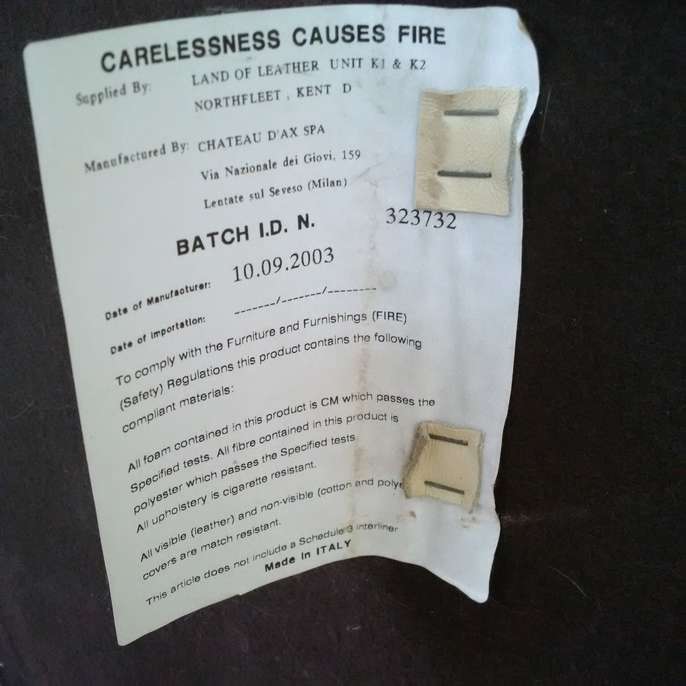 CARELESSNESS CAUSES FIRE
Supplied By: LAND OF LEATHER UNIT K1 & K2
NORTHFLEET , KENT D
Manufactured By: CHATEAU D'AX SPA
Via Nazionale dei Giovi, 159
Lentate sul Seveso (Milan)
BATCH I.D. N. 323732
Date of Manufacturer: 10.09.2003
Date of Importation: -------/-------/--------
To comply with the Furniture and Furnishings (FIRE)
(Safety) Regulations this product contains the following
compliant materials:
All foam contained in this product is CM which passes the
Specified tests. All fibre contained in this product is
polyester which passes the Specified tests
All upholstery is cigarette resistant.
All visible (leather) and non-visible (cotton and polye
covers are match resistant.
This article does not include a Schedule 3 interliner
Made in ITALY